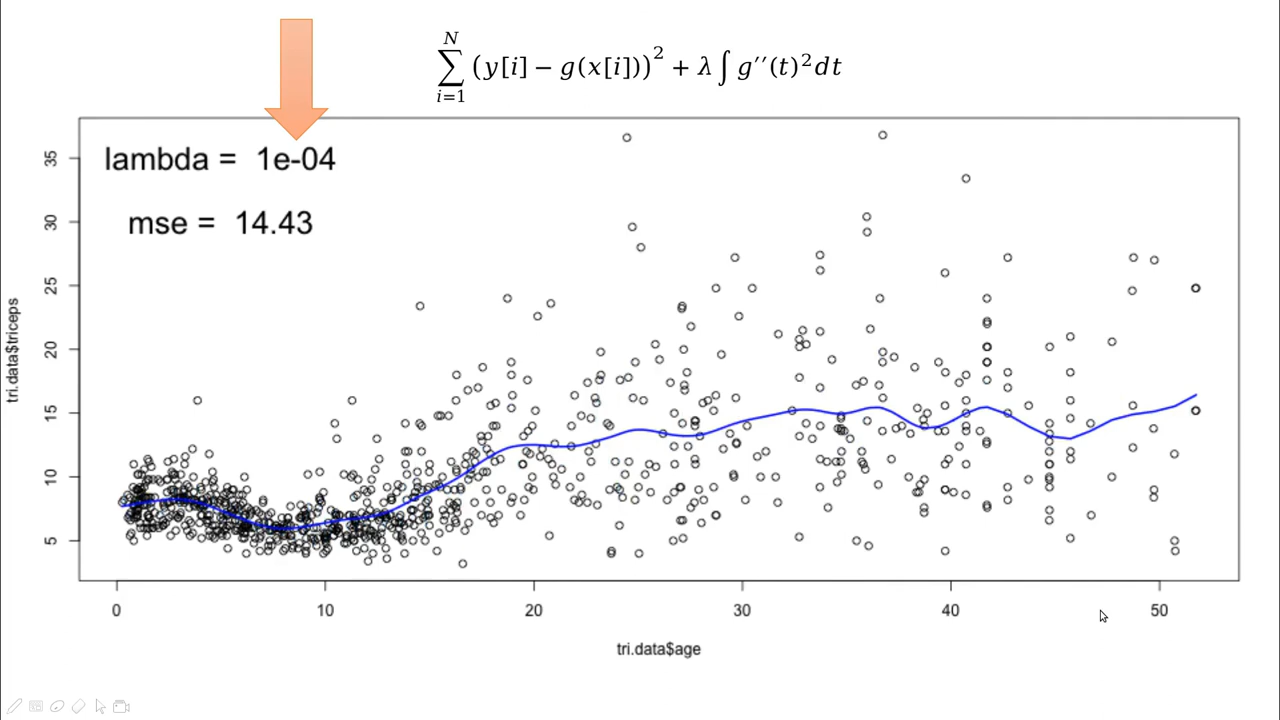 ∑_{i=1}^{N} (y[i] − g(x[i]))² + λ ∫ g′′(t)²dt
lambda = 1e-04
mse = 14.43
35
30
25
20
15
10
5
tri.data$triceps
0 10 20 30 40 50
tri.data$age